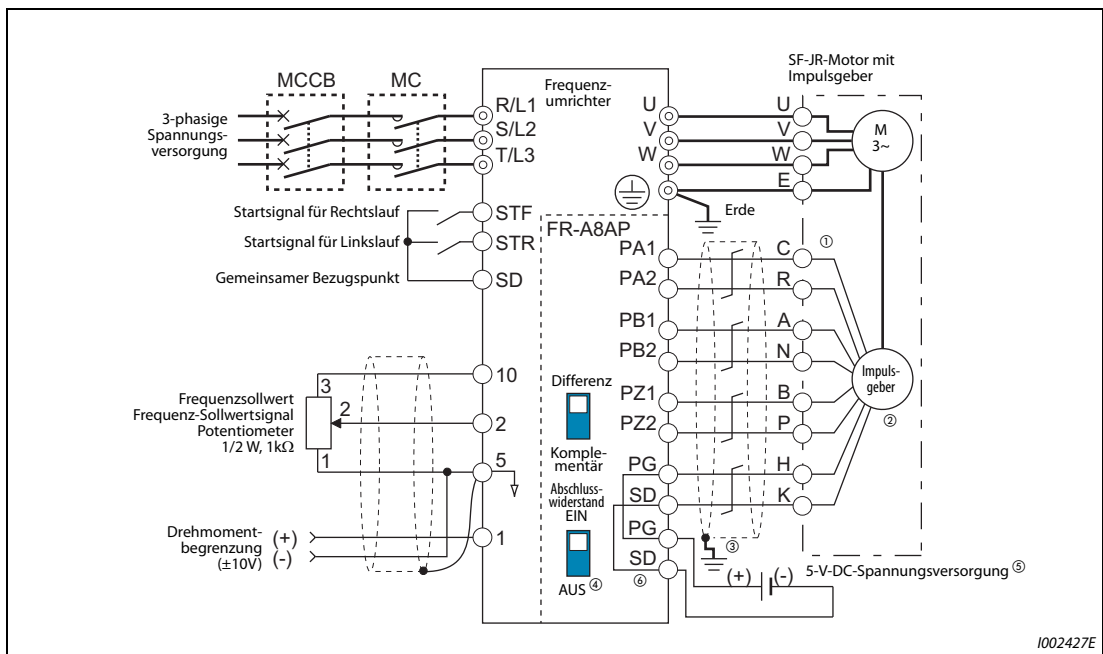 MCCB
MC
3-phasige
Spannungs-
versorgung
R/L1
S/L2
T/L3
Frequenz-
umrichter
U
V
W
SF-JR-Motor mit
Impulsgeber
U
V
W
E
M
3~
Erde
Startsignal für Rechtslauf
STF
Startsignal für Linkslauf
STR
Gemeinsamer Bezugspunkt
SD
FR-A8AP
PA1
C
①
PA2
R
PB1
A
PB2
N
PZ1
B
PZ2
P
PG
H
SD
K
PG
③
SD
⑥
Impuls-
geber
②
Differenz
Komple-
mentär
Abschluss-
widerstand
EIN
AUS ④
3
10
Frequenzsollwert
Frequenz-Sollwertsignal
Potentiometer
1/2 W, 1kΩ
2
2
1
5
Drehmoment-
begrenzung
(±10V)
(+)
(-)
1
(+)
(-)
5-V-DC-Spannungsversorgung ⑤
I002427E